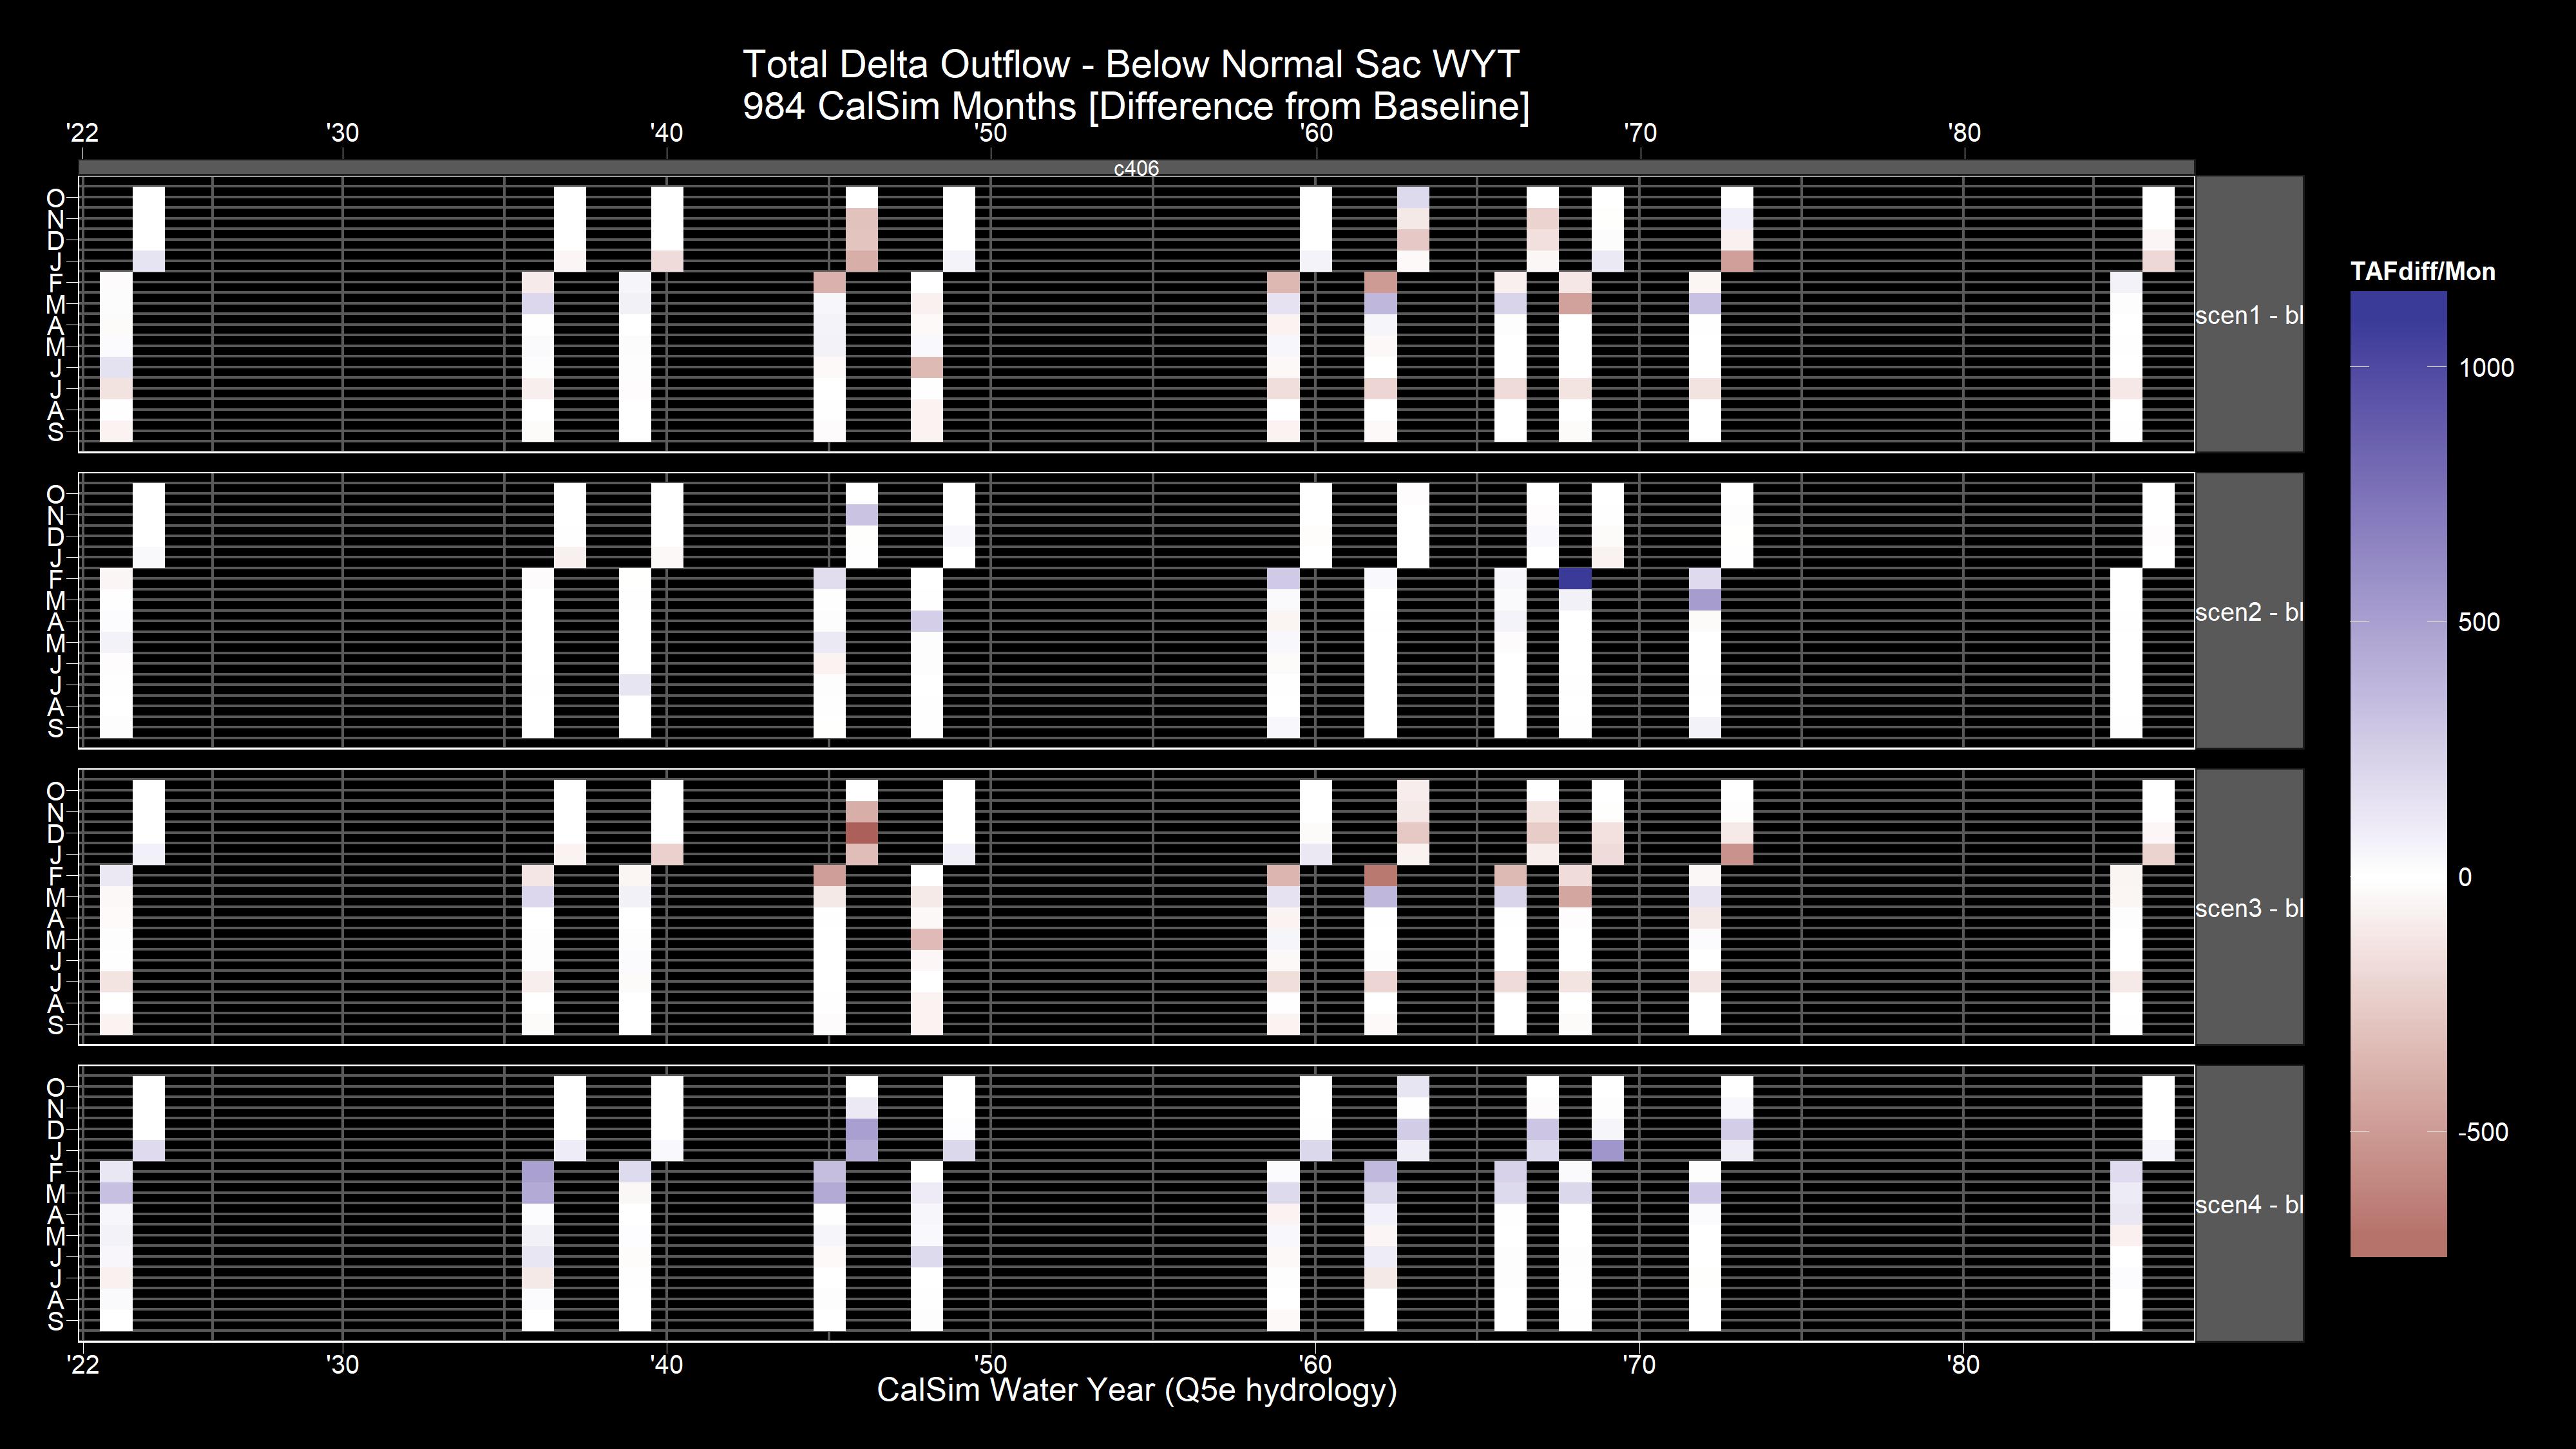 Total Delta Outflow - Below Normal Sac WYT
984 CalSim Months [Difference from Baseline]
'22 '30 '40 '50 '60 '70 '80
c406
O
N
D
J
F
M
A
M
J
J
A
S
scen1 - bl
O
N
D
J
F
M
A
M
J
J
A
S
scen2 - bl
O
N
D
J
F
M
A
M
J
J
A
S
scen3 - bl
O
N
D
J
F
M
A
M
J
J
A
S
scen4 - bl
'22 '30 '40 '50 '60 '70 '80
CalSim Water Year (Q5e hydrology)
TAFdiff/Mon
1000
500
0
-500